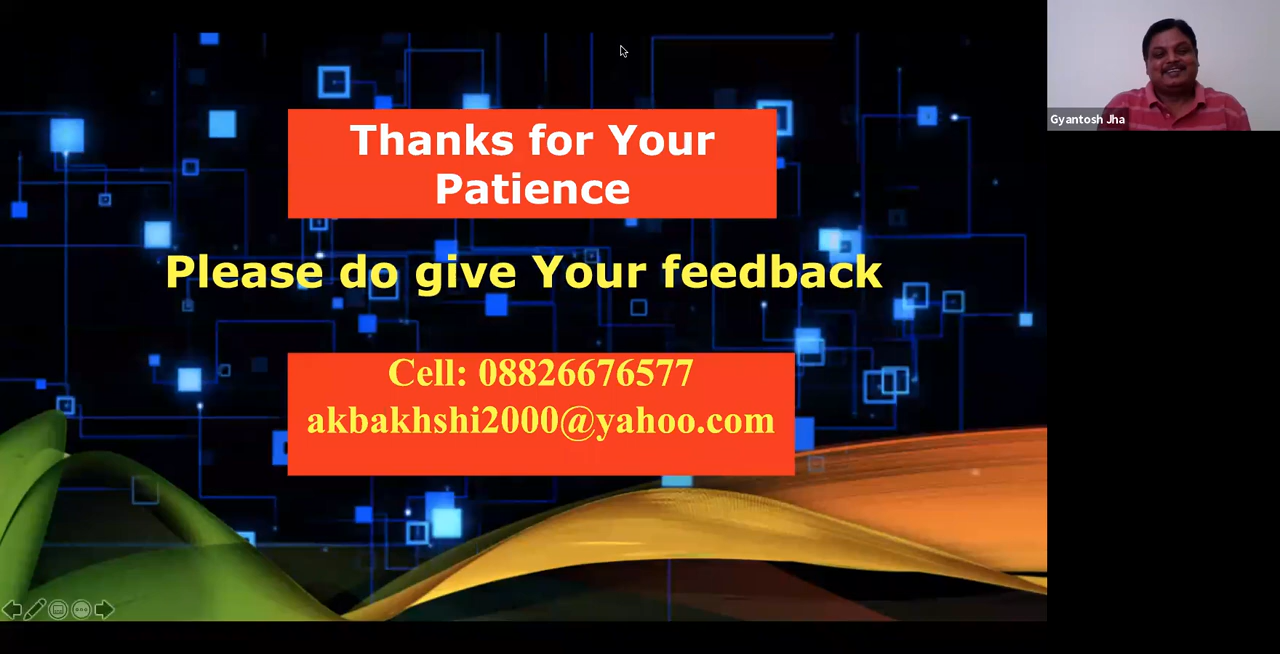 Thanks for Your
Patience
Please do give Your feedback
Cell: 08826676577
akbakhshi2000@yahoo.com
Gyantosh Jha